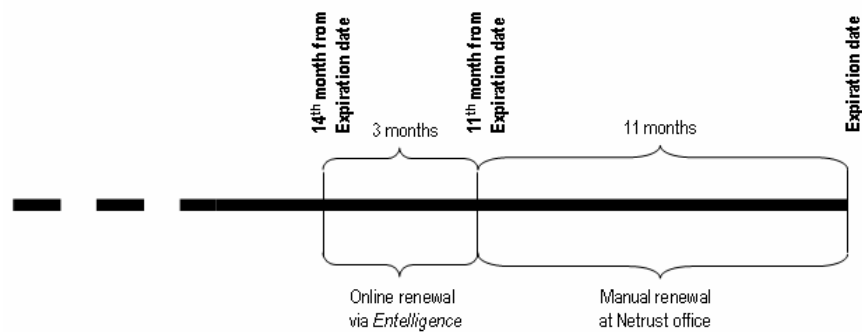 14th month from
Expiration date
11th month from
Expiration date
Expiration date
3 months
11 months
Online renewal
via Entelligence
Manual renewal
at Netrust office